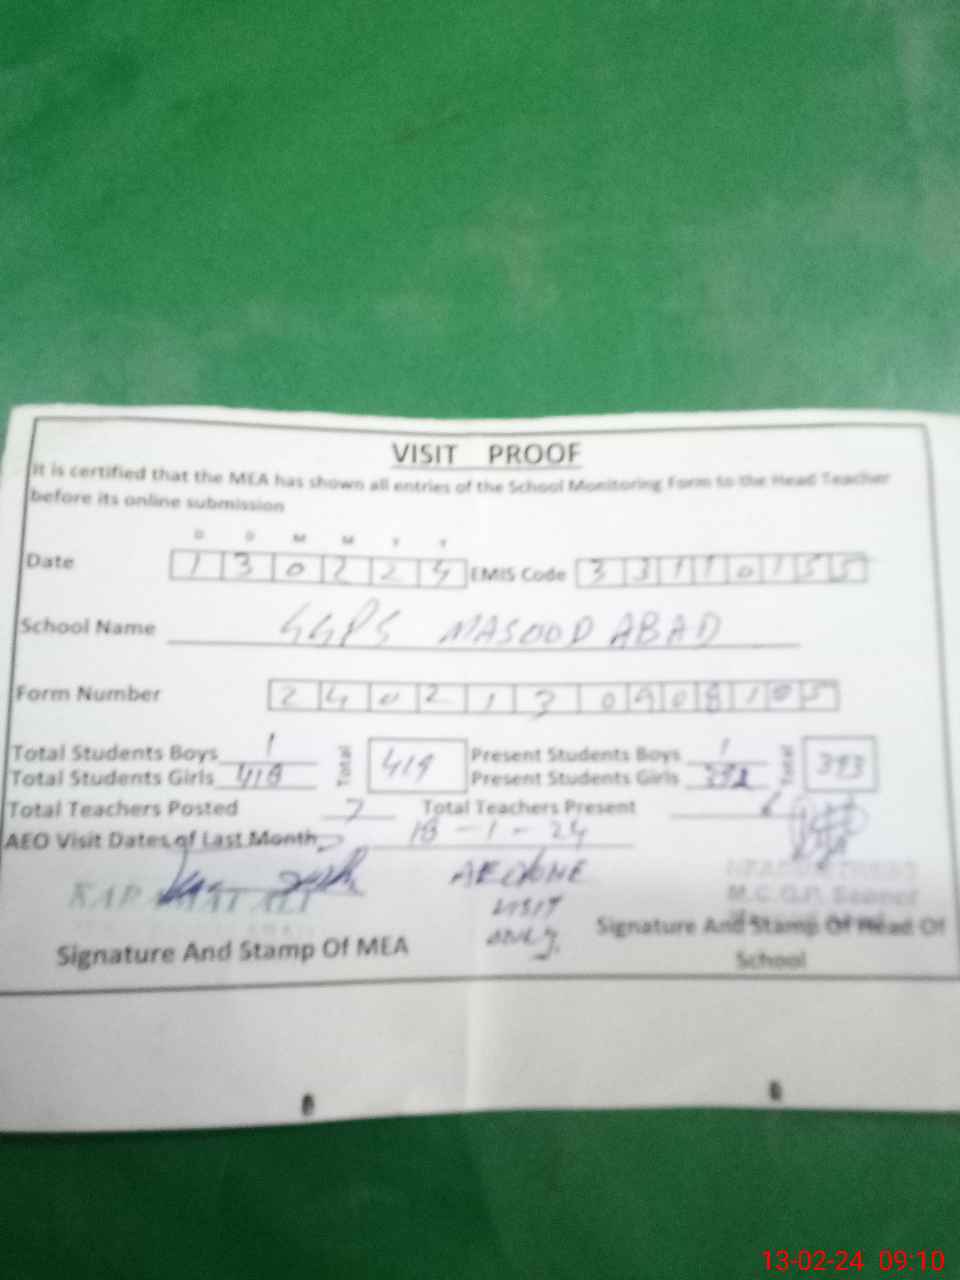 VISIT PROOF
It is certified that the MEA has shown all entries of the School Monitoring Form to the Head Teacher
before its online submission
D D M M Y Y
Date 1 3 0 2 2 4 EMIS Code 3 3 1 1 0 1 5 5
School Name GGPS MASOOD ABAD
Form Number 2 4 0 2 1 3 0 9 0 8 1 0 5
Total Students Boys 1 Total 419 Present Students Boys 1 Total 393
Total Students Girls 418 Present Students Girls 392
Total Teachers Posted 7 Total Teachers Present
AEO Visit Dates of Last Month 18-1-24
VISIT
ONLY.
M.C.G.P.
Signature And Stamp Of MEA Signature And Stamp Of Head Of
School
13-02-24 09:10